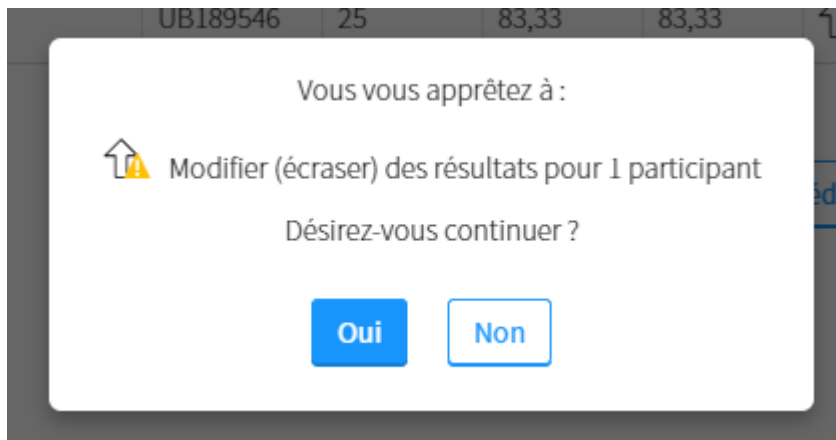 UB189546 25 83,33 83,33
Vous vous apprêtez à :
Modifier (écraser) des résultats pour 1 participant
Désirez-vous continuer ?
Oui Non